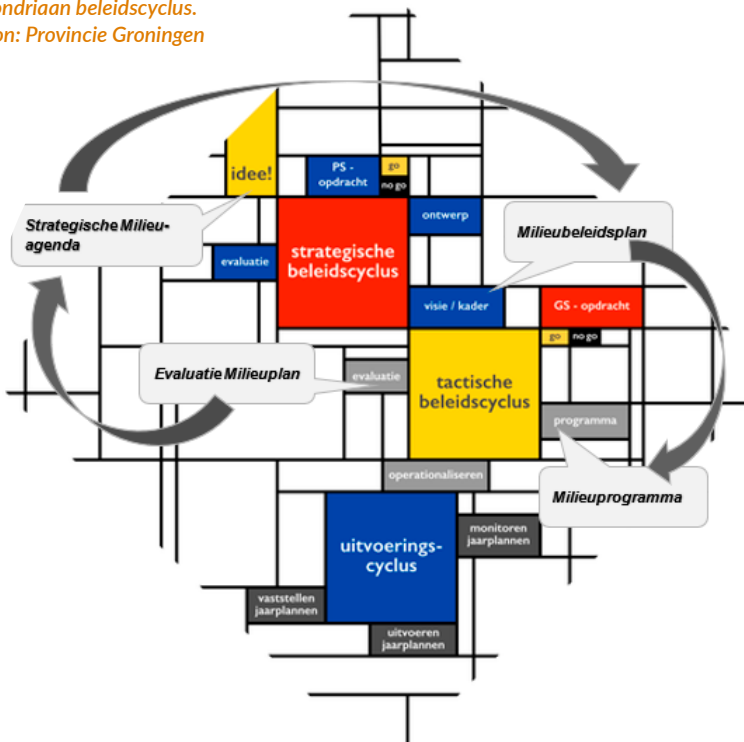 ondriaan beleidscyclus.
on: Provincie Groningen
idee!
PS -
opdracht
go
no go
ontwerp
Strategische Milieu-
agenda
Milieubeleidsplan
evaluatie
strategische
beleidscyclus
visie / kader
GS - opdracht
go
no go
Evaluatie Milieuplan
evaluatie
tactische
beleidscyclus
programma
operationaliseren
Milieuprogramma
monitoren
jaarplannen
uitvoerings-
cyclus
vaststellen
jaarplannen
uitvoeren
jaarplannen